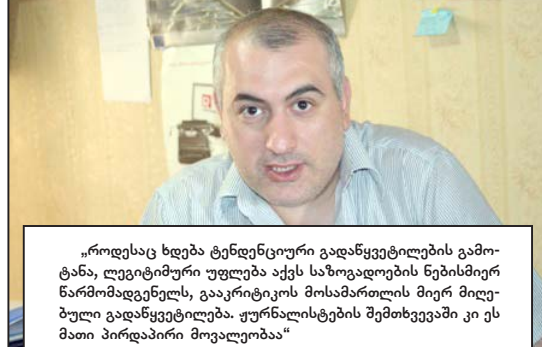 „როდესაც ხდება ტენდენციური გადაწყვეტილების გამო-
ტანა, ლეგიტიმური უფლება აქვს საზოგადოების ნებისმიერ
წარმომადგენელს, გააკრიტიკოს მოსამართლის მიერ მიღე-
ბული გადაწყვეტილება. ჟურნალისტების შემთხვევაში კი ეს
მათი პირდაპირი მოვალეობაა“